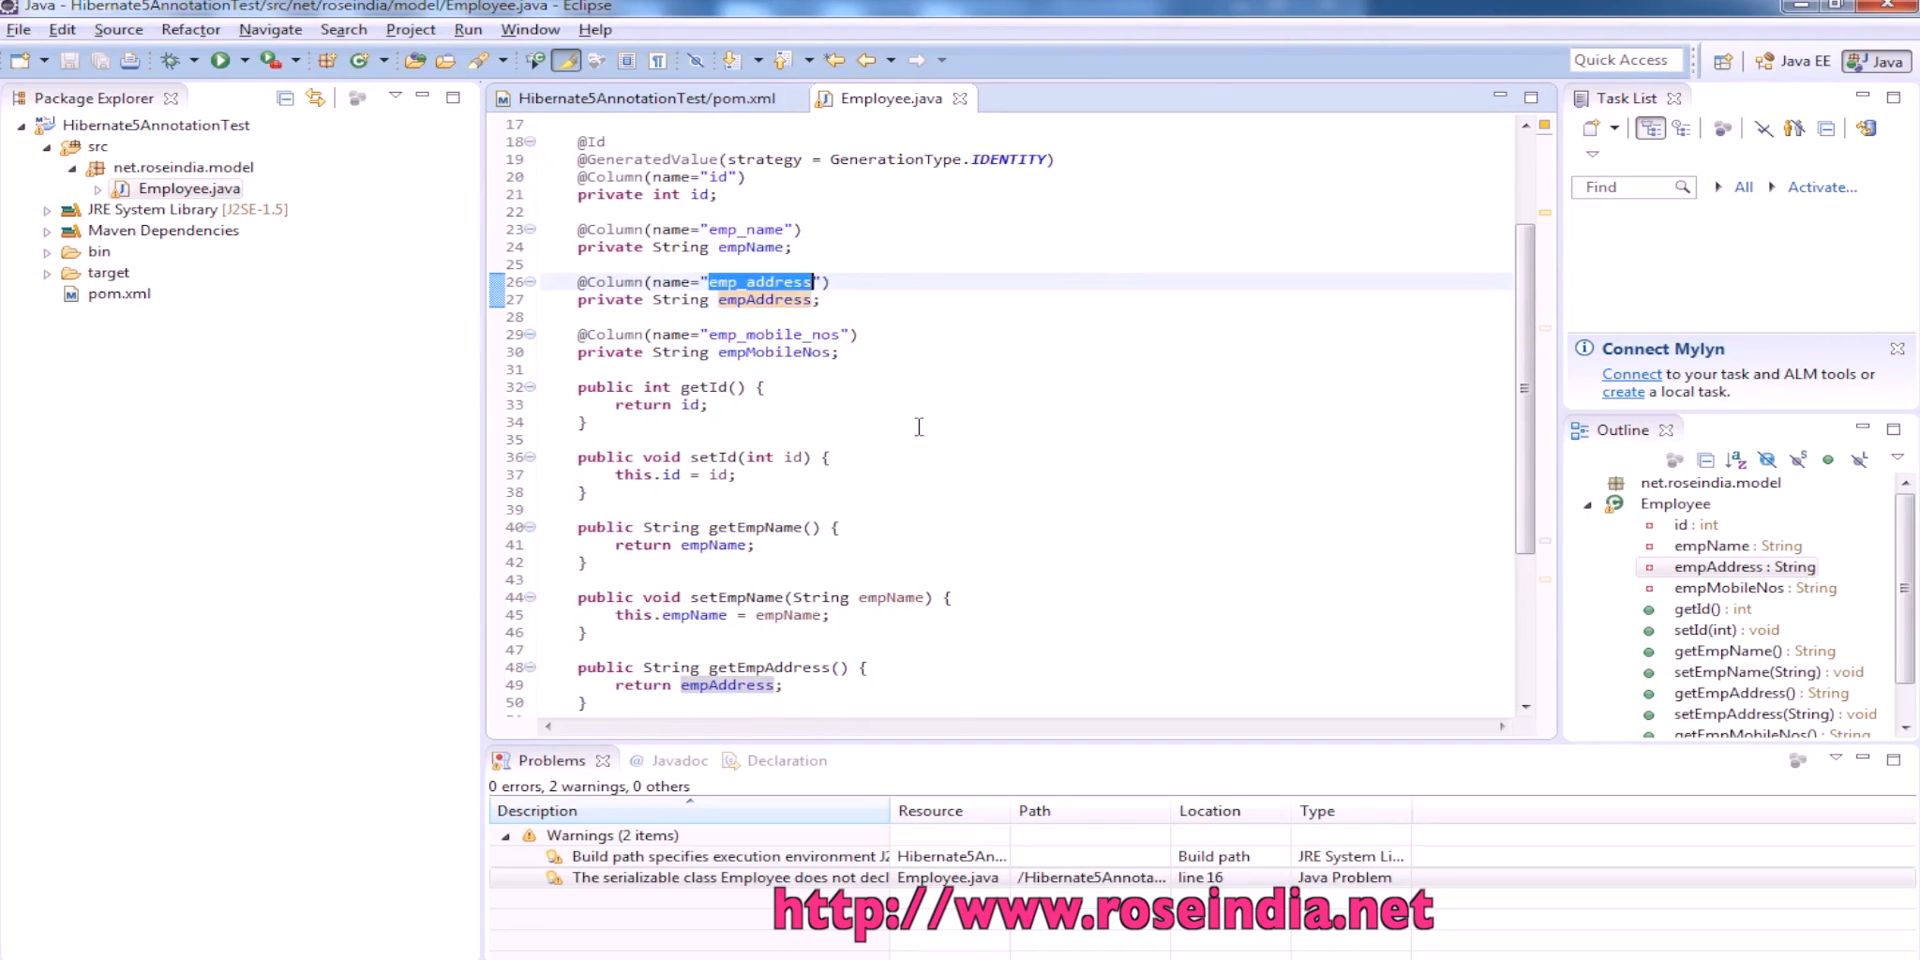 Java - Hibernate5AnnotationTest/src/net/roseindia/model/Employee.java - Eclipse
File Edit Source Refactor Navigate Search Project Run Window Help
Quick Access
Java EE
Java
Package Explorer
Hibernate5AnnotationTest
src
net.roseindia.model
Employee.java
JRE System Library [J2SE-1.5]
Maven Dependencies
bin
target
pom.xml
Hibernate5AnnotationTest/pom.xml
Employee.java
17
18 @Id
19 @GeneratedValue(strategy = GenerationType.IDENTITY)
20 @Column(name="id")
21 private int id;
22
23 @Column(name="emp_name")
24 private String empName;
25
26 @Column(name="emp_address")
27 private String empAddress;
28
29 @Column(name="emp_mobile_nos")
30 private String empMobileNos;
31
32 public int getId() {
33 return id;
34 }
35
36 public void setId(int id) {
37 this.id = id;
38 }
39
40 public String getEmpName() {
41 return empName;
42 }
43
44 public void setEmpName(String empName) {
45 this.empName = empName;
46 }
47
48 public String getEmpAddress() {
49 return empAddress;
50 }
Task List
Find
All
Activate...
Connect Mylyn
Connect to your task and ALM tools or
create a local task.
Outline
net.roseindia.model
Employee
id : int
empName : String
empAddress : String
empMobileNos : String
getId() : int
setId(int) : void
getEmpName() : String
setEmpName(String) : void
getEmpAddress() : String
setEmpAddress(String) : void
getEmpMobileNos() : String
Problems
@ Javadoc
Declaration
0 errors, 2 warnings, 0 others
Description Resource Path Location Type
Warnings (2 items)
Build path specifies execution environment J2 Hibernate5An... Build path JRE System Li...
The serializable class Employee does not decl Employee.java /Hibernate5Annota... line 16 Java Problem
http://www.roseindia.net